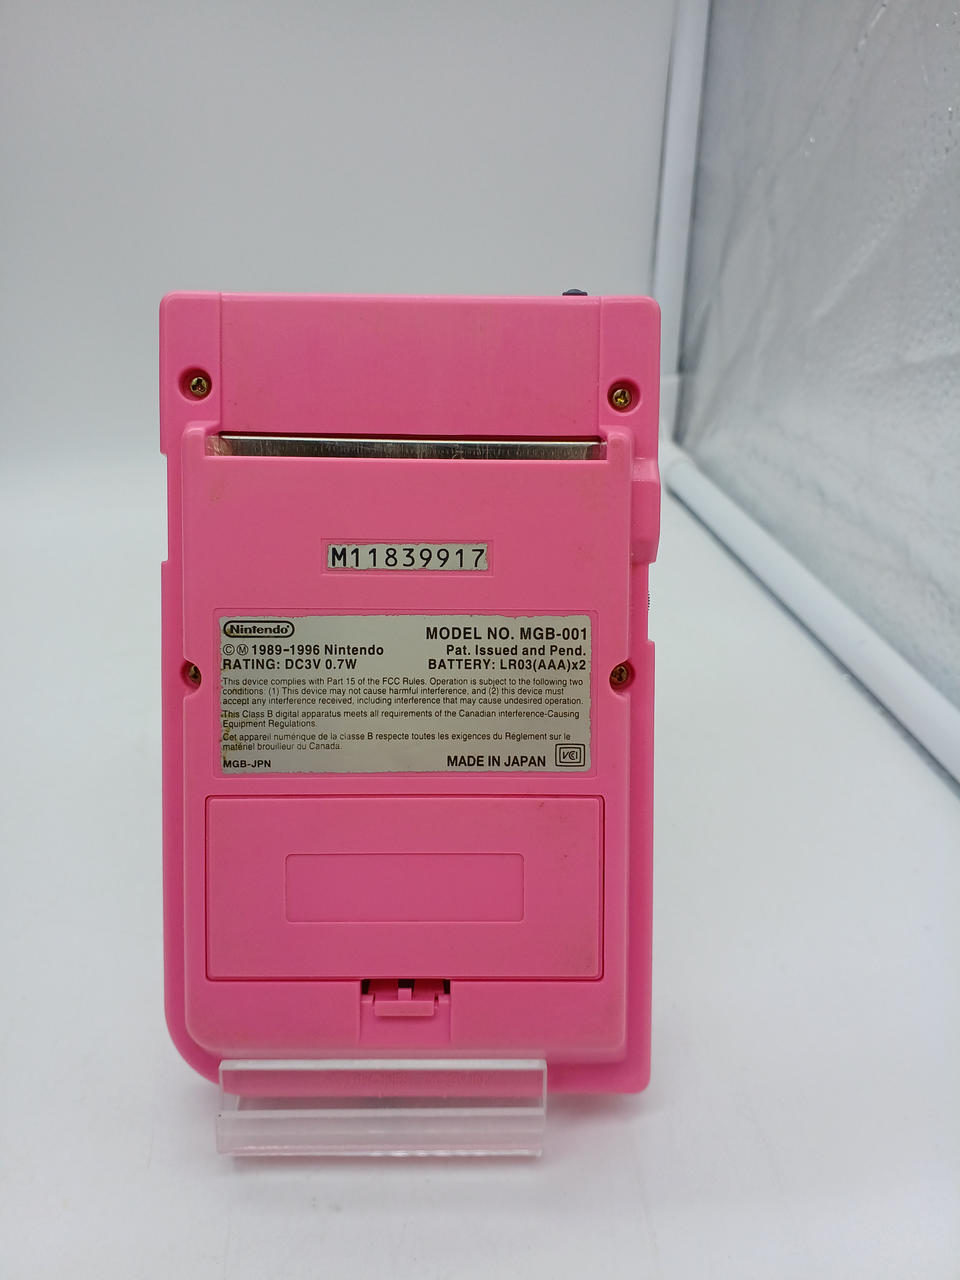 M11839917
Nintendo
MODEL NO. MGB-001
©Ⓜ 1989-1996 Nintendo
Pat. Issued and Pend.
RATING: DC3V 0.7W
BATTERY: LR03(AAA)x2
This device complies with Part 15 of the FCC Rules. Operation is subject to the following two
conditions: (1) This device may not cause harmful interference, and (2) this device must
accept any interference received, including interference that may cause undesired operation.
This Class B digital apparatus meets all requirements of the Canadian interference-Causing
Equipment Regulations.
Cet appareil numérique de la classe B respecte toutes les exigences du Réglement sur le
matériel brouilleur du Canada.
MGB-JPN
MADE IN JAPAN
VCI